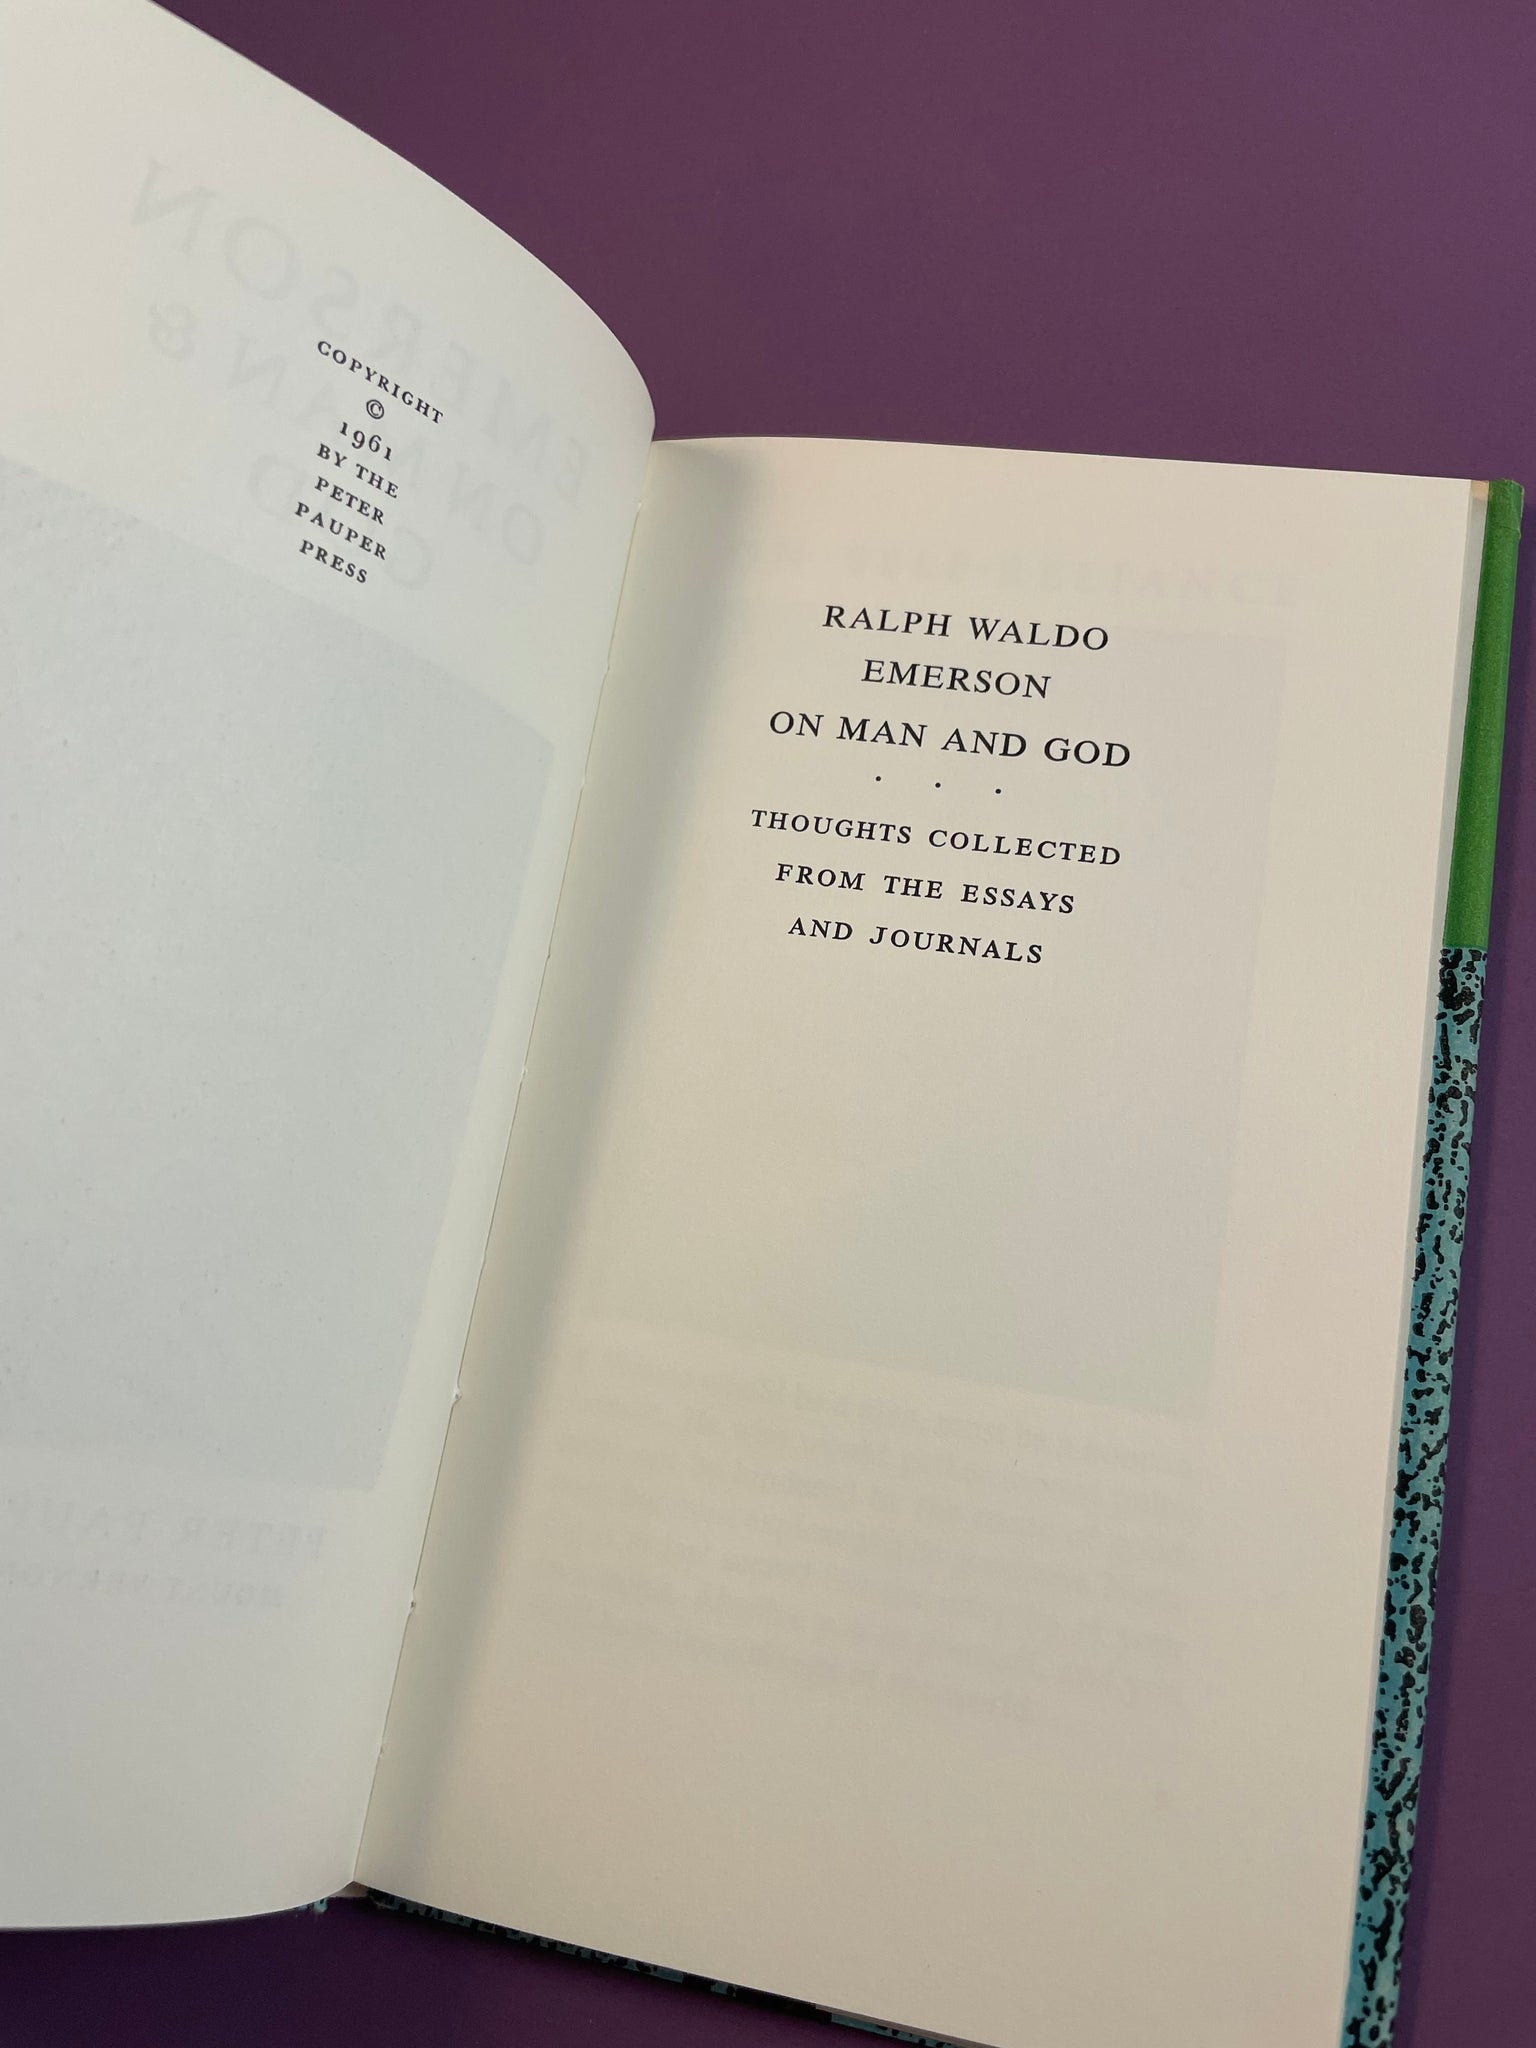 COPYRIGHT
©
1961
BY THE
PETER
PAUPER
PRESS
RALPH WALDO
EMERSON
ON MAN AND GOD
. . .
THOUGHTS COLLECTED
FROM THE ESSAYS
AND JOURNALS